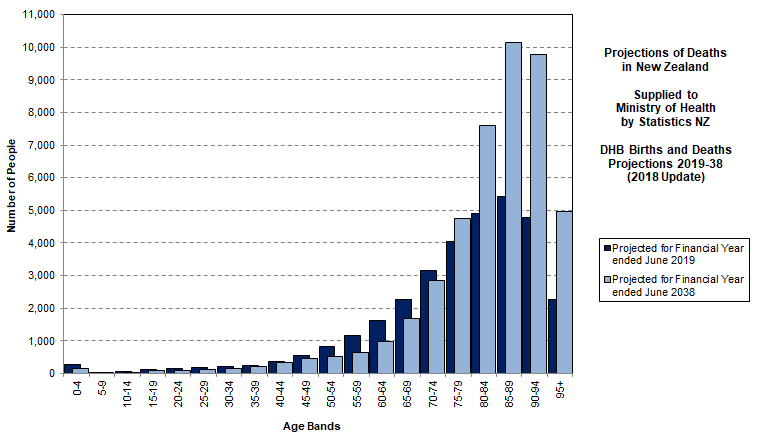 11,000
10,000
9,000
8,000
7,000
6,000
5,000
4,000
3,000
2,000
1,000
0
Number of People
0-4
5-9
10-14
15-19
20-24
25-29
30-34
35-39
40-44
45-49
50-54
55-59
60-64
65-69
70-74
75-79
80-84
85-89
90-94
95+
Age Bands
Projections of Deaths
in New Zealand
Supplied to
Ministry of Health
by Statistics NZ
DHB Births and Deaths
Projections 2019-38
(2018 Update)
Projected for Financial Year
ended June 2019
Projected for Financial Year
ended June 2038